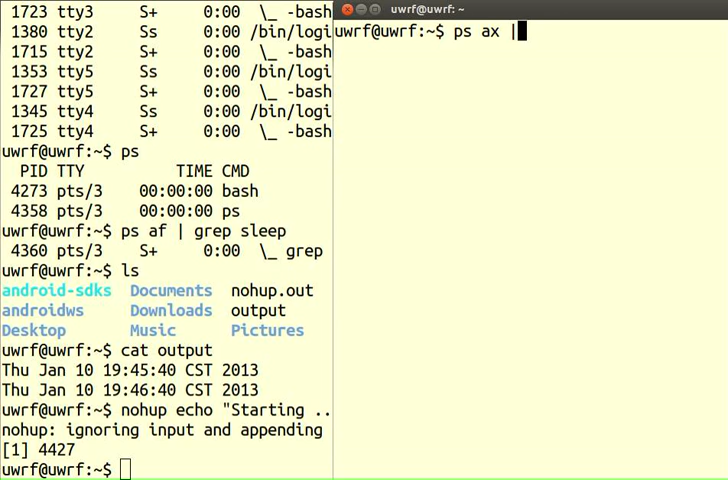 1723 tty3 S+ 0:00 \_ -bash
1380 tty2 Ss 0:00 /bin/logi
1715 tty2 S+ 0:00 \_ -bash
1353 tty5 Ss 0:00 /bin/logi
1727 tty5 S+ 0:00 \_ -bash
1345 tty4 Ss 0:00 /bin/logi
1725 tty4 S+ 0:00 \_ -bash
uwrf@uwrf:~$ ps
PID TTY TIME CMD
4273 pts/3 00:00:00 bash
4358 pts/3 00:00:00 ps
uwrf@uwrf:~$ ps af | grep sleep
4360 pts/3 S+ 0:00 \_ grep
uwrf@uwrf:~$ ls
android-sdks Documents nohup.out
androidws Downloads output
Desktop Music Pictures
uwrf@uwrf:~$ cat output
Thu Jan 10 19:45:40 CST 2013
Thu Jan 10 19:46:40 CST 2013
uwrf@uwrf:~$ nohup echo "Starting ..
nohup: ignoring input and appending
[1] 4427
uwrf@uwrf:~$
uwrf@uwrf: ~
uwrf@uwrf:~$ ps ax |